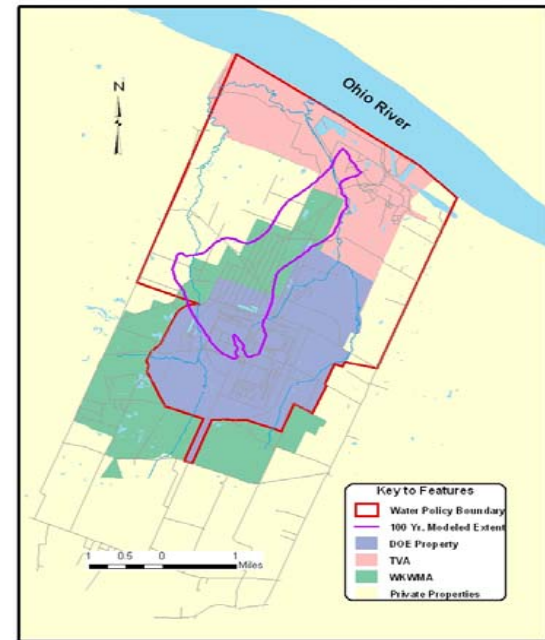 Ohio River
N
Key to Features
Water Policy Boundary
100 Yr. Modeled Extent
DOE Property
TVA
WKWMA
Private Properties
1 0.5 0 1
Miles